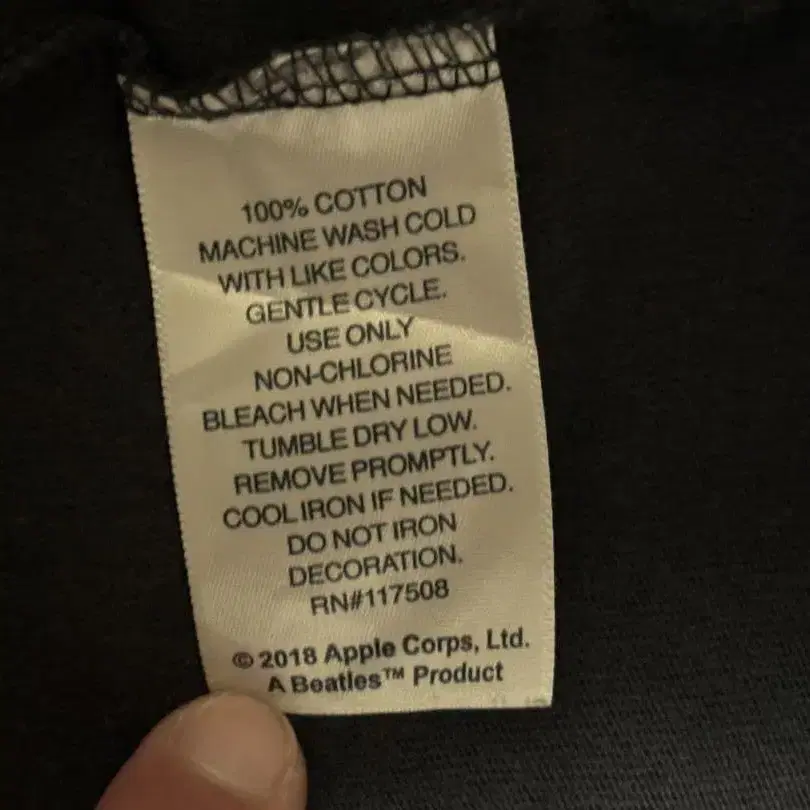 100% COTTON
MACHINE WASH COLD
WITH LIKE COLORS.
GENTLE CYCLE.
USE ONLY
NON-CHLORINE
BLEACH WHEN NEEDED.
TUMBLE DRY LOW.
REMOVE PROMPTLY.
COOL IRON IF NEEDED.
DO NOT IRON
DECORATION.
RN#117508
© 2018 Apple Corps, Ltd.
A Beatles™ Product